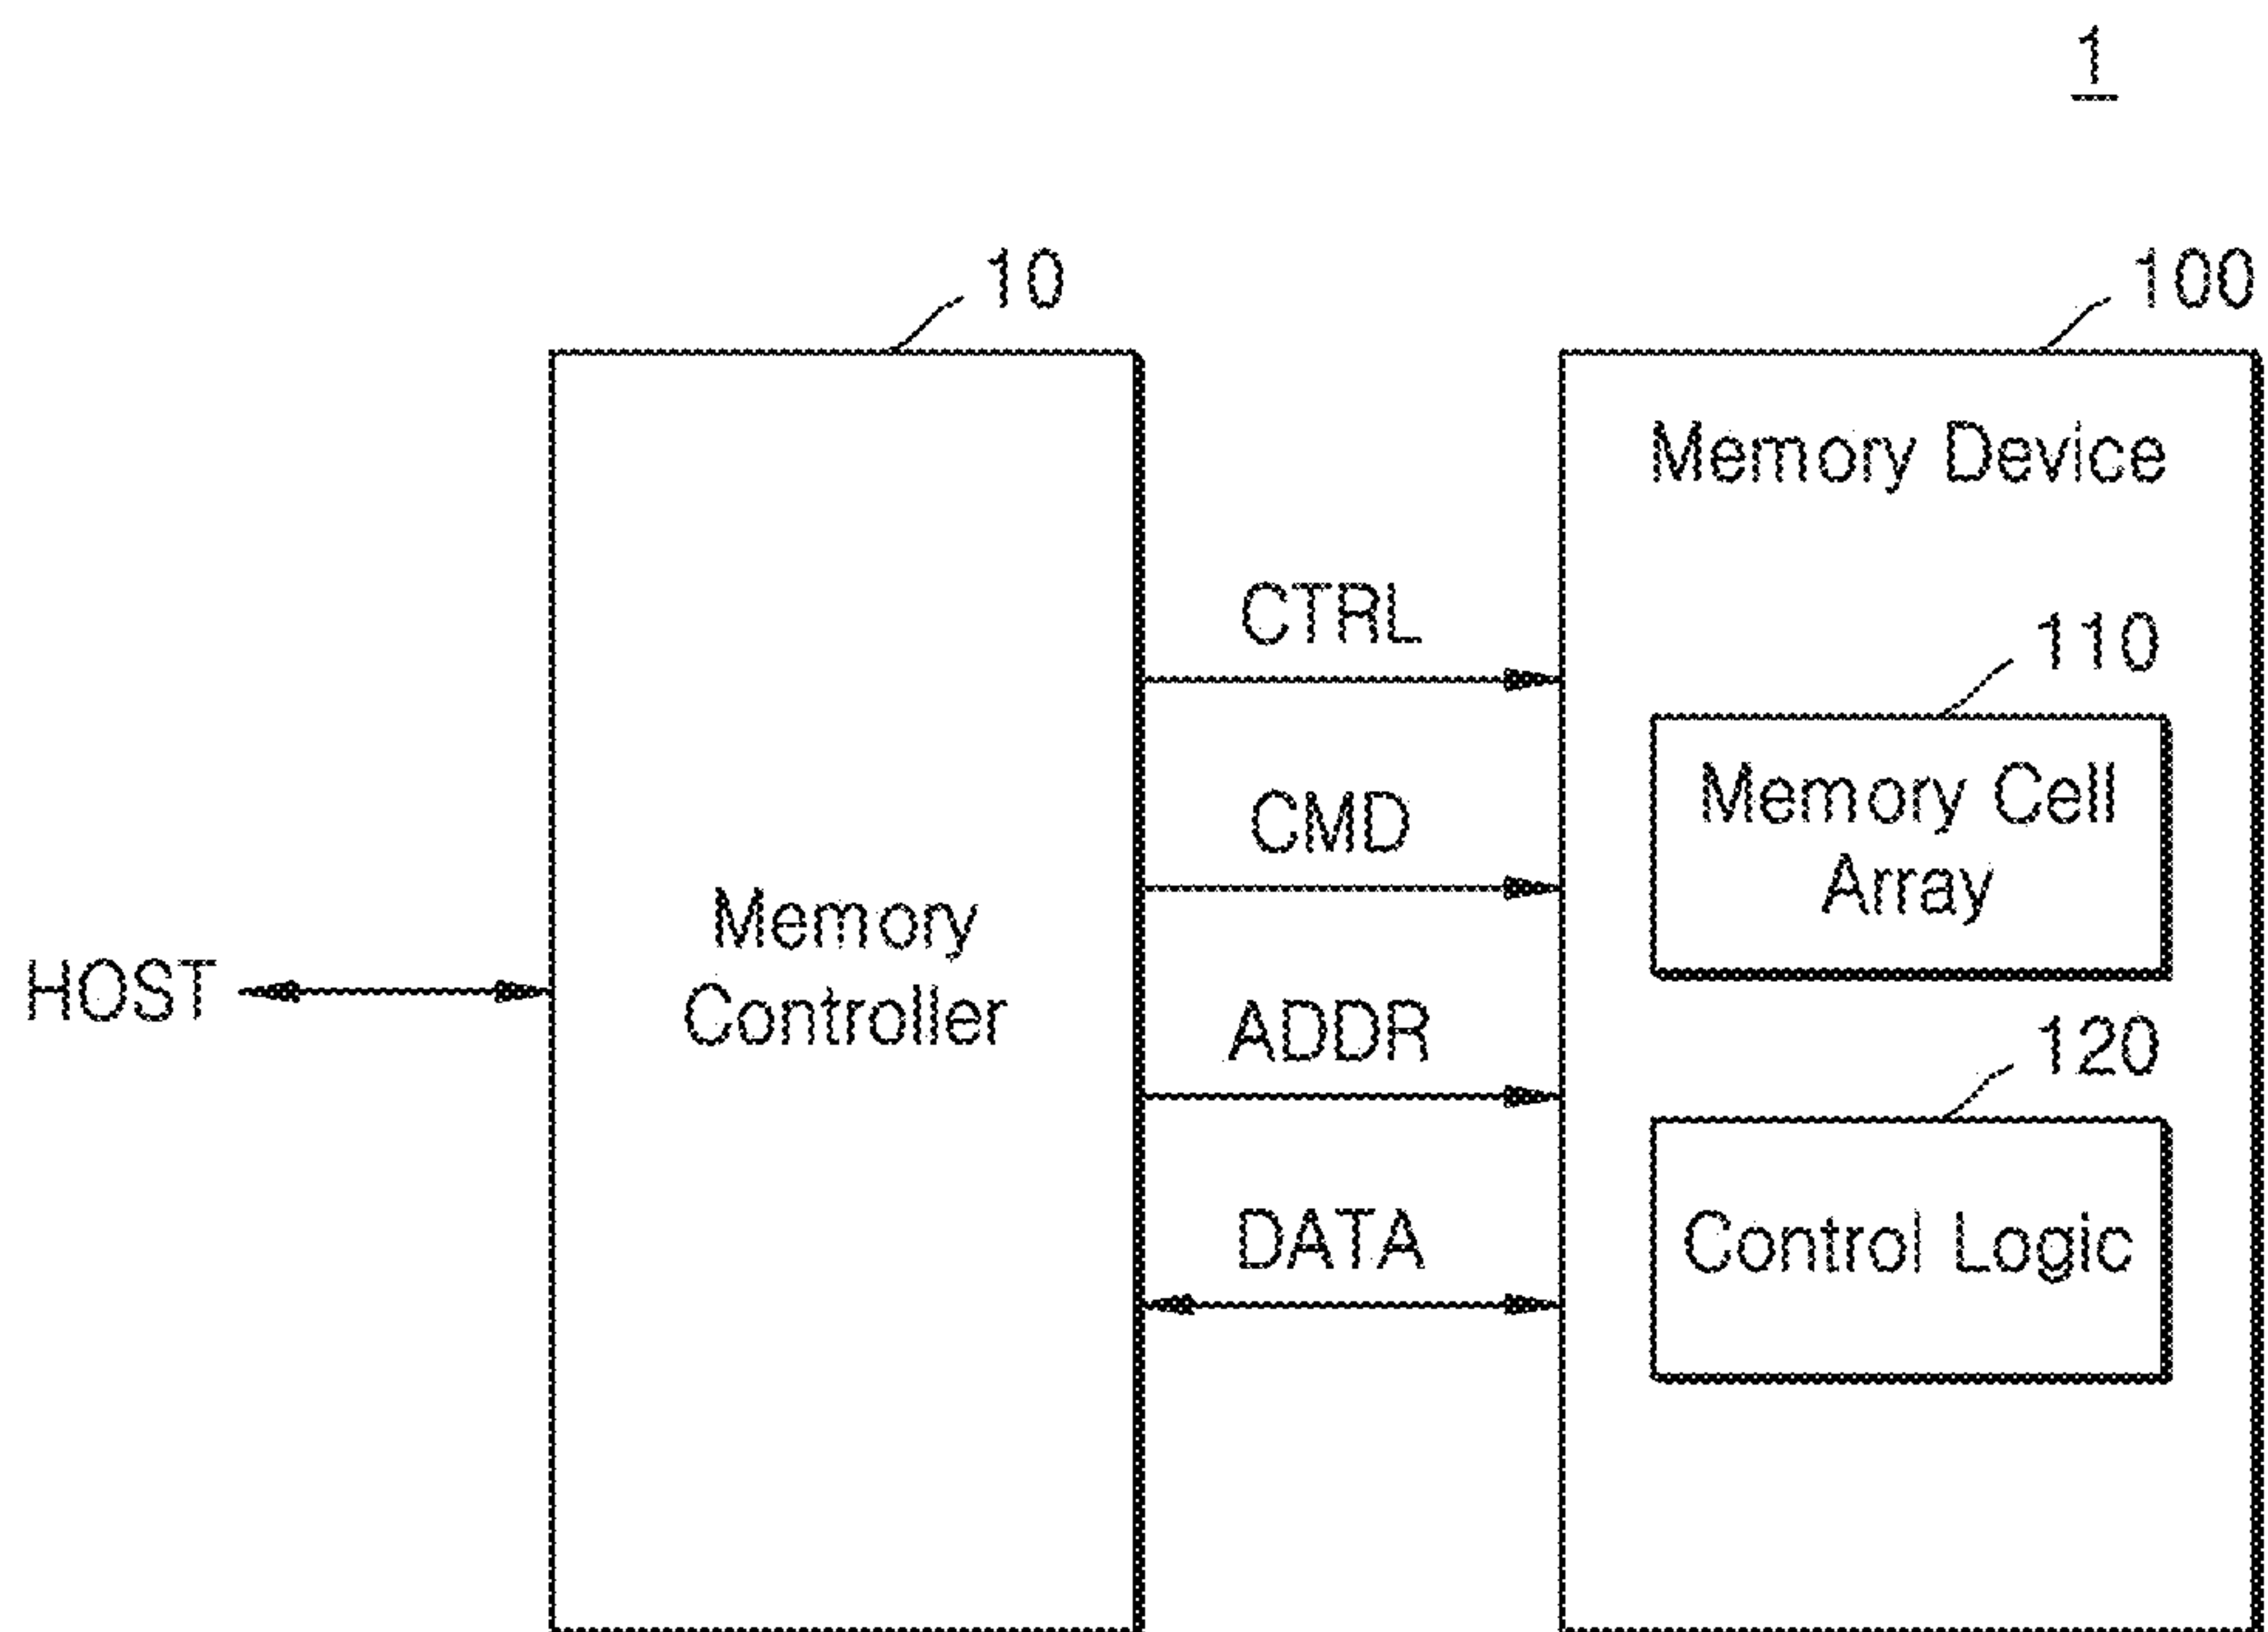 1
10
100
Memory Device
CTRL
110
Memory Cell
Array
CMD
Memory
Controller
HOST
ADDR
120
DATA
Control Logic